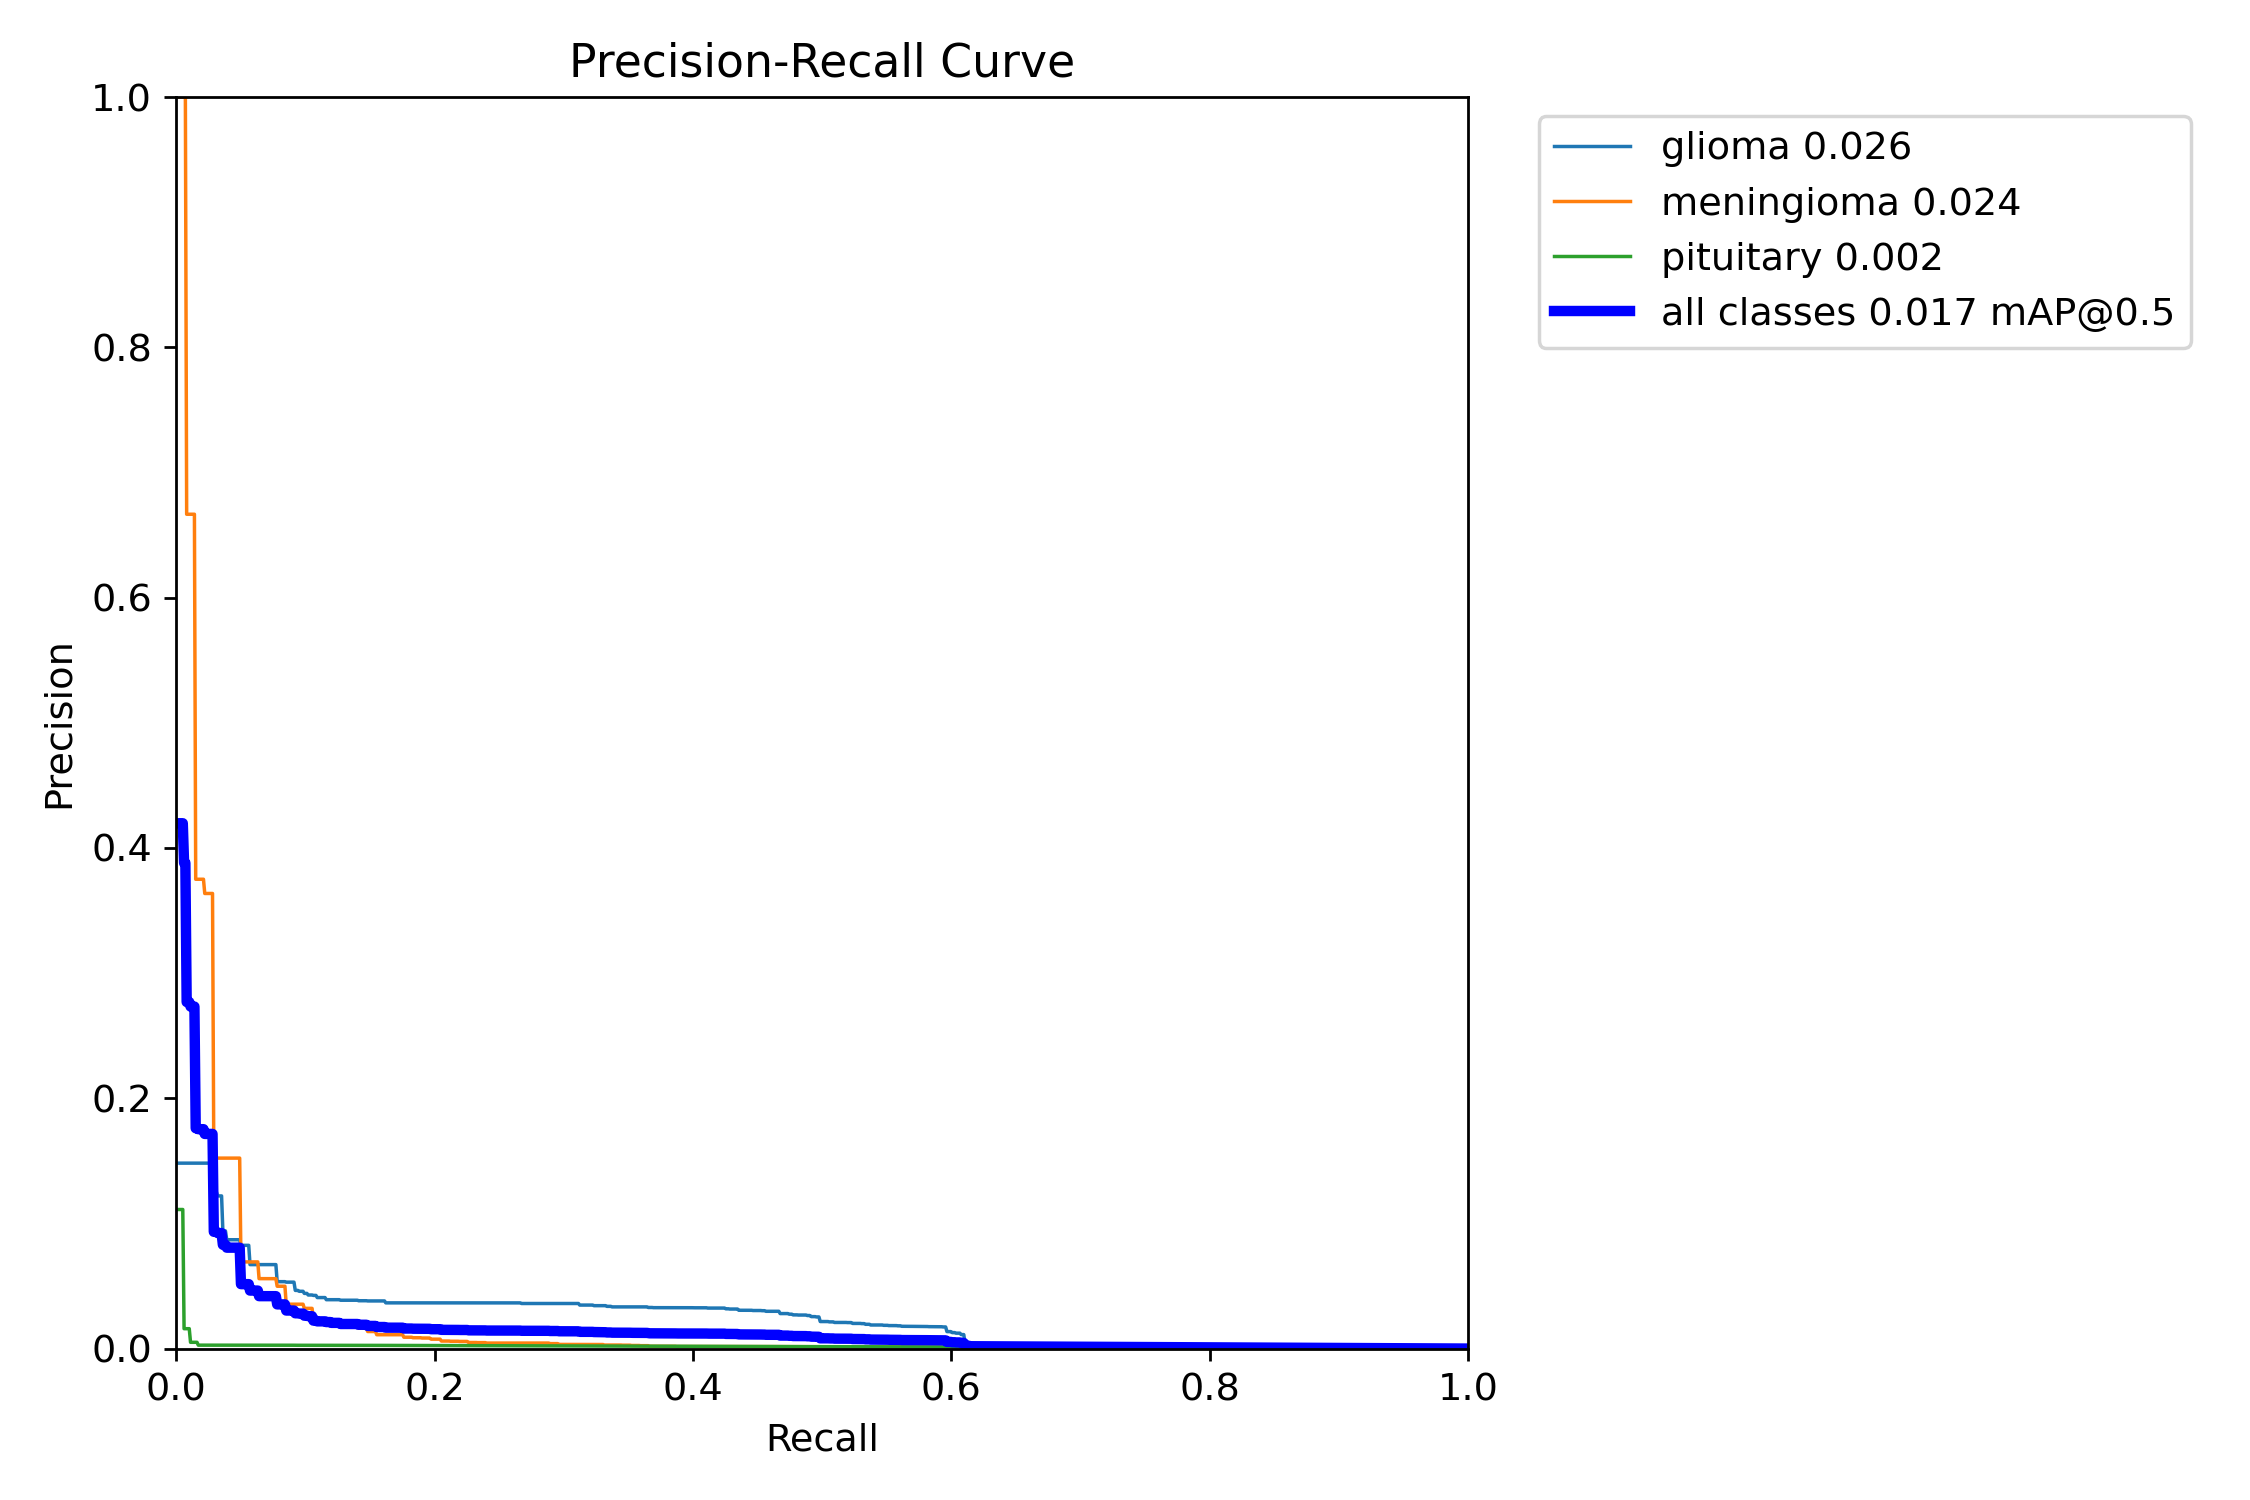 Precision-Recall Curve
1.0
0.8
0.6
0.4
0.2
0.0
Precision
0.0 0.2 0.4 0.6 0.8 1.0
Recall
glioma 0.026
meningioma 0.024
pituitary 0.002
all classes 0.017 mAP@0.5